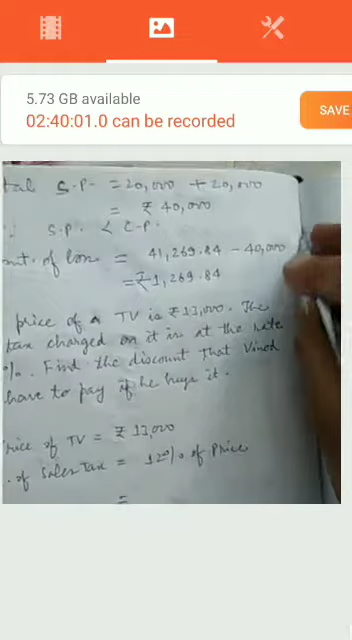 5.73 GB available
02:40:01.0 can be recorded
SAVE
tal S.P. = 20,000 + 20,000
= ₹ 40,000
S.P. < C.P.
mt. of loss = 41,269.84 - 40,000
= ₹ 1,269.84
price of a TV is ₹ 13,000. The
tax charged on it is at the rate
%. Find the discount that Vinod
have to pay if he buys it.
rice of TV = ₹ 13,000
. of Sales Tax = 12% of Price
=